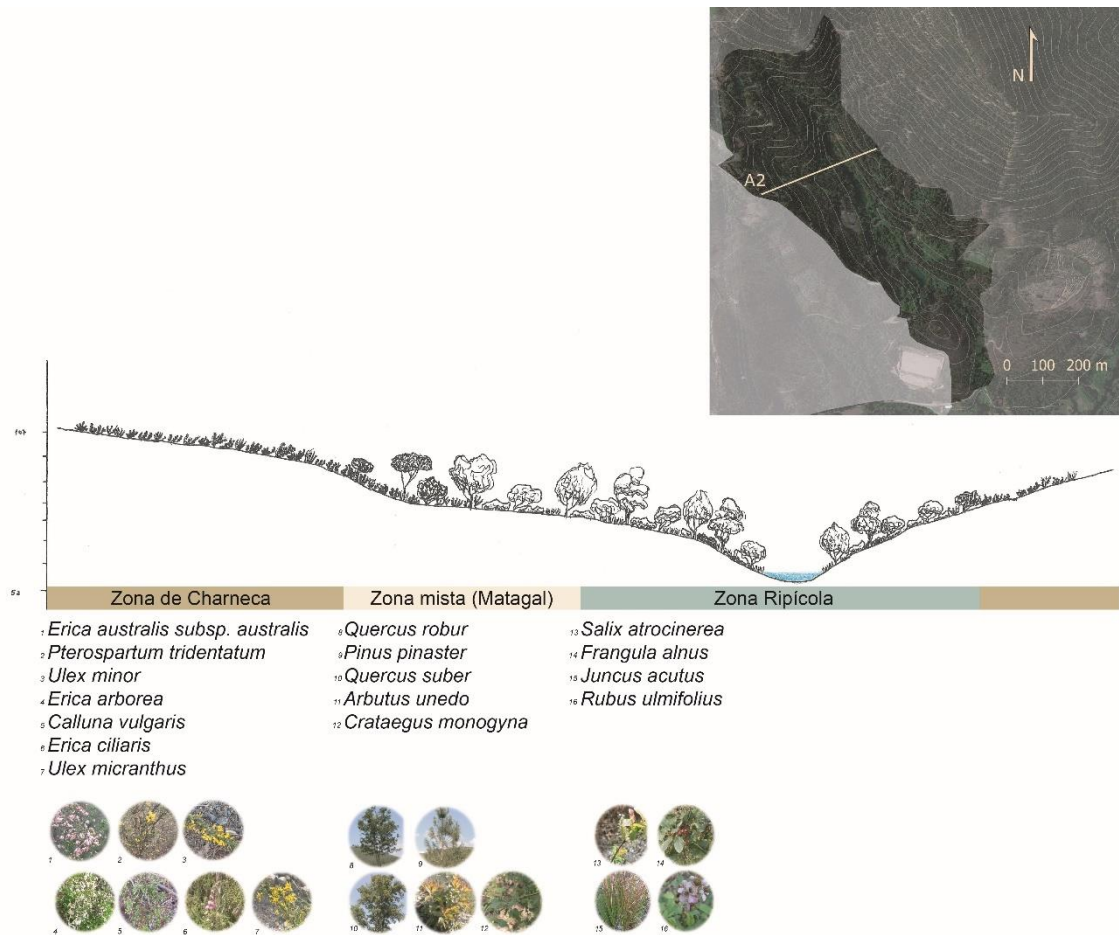 N
A2
0 100 200 m
Zona de Charneca
Zona mista (Matagal)
Zona Ripícola
1 Erica australis subsp. australis
2 Pterospartum tridentatum
3 Ulex minor
4 Erica arborea
5 Calluna vulgaris
6 Erica ciliaris
7 Ulex micranthus
8 Quercus robur
9 Pinus pinaster
10 Quercus suber
11 Arbutus unedo
12 Crataegus monogyna
13 Salix atrocinerea
14 Frangula alnus
15 Juncus acutus
16 Rubus ulmifolius
1 2 3
4 5 6 7
8 9
10 11 12
13 14
15 16